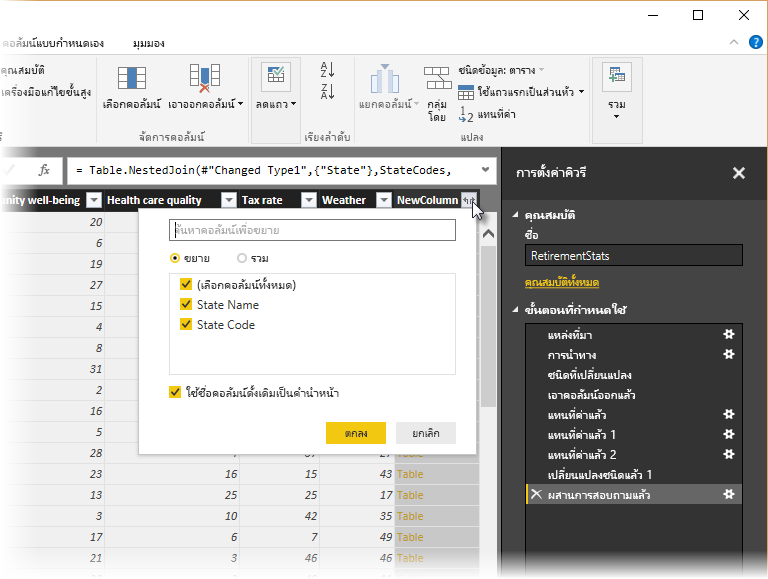 คอลัมน์แบบกำหนดเอง มุมมอง
คุณสมบัติ
เครื่องมือแก้ไขขั้นสูง
เลือกคอลัมน์ เอาออกคอลัมน์
จัดการคอลัมน์
ลดแถว
เรียงลำดับ
แยกคอลัมน์
กลุ่ม
โดย
ชนิดข้อมูล: ตาราง
ใช้แถวแรกเป็นส่วนหัว
แทนที่ค่า
แปลง
รวม
fx = Table.NestedJoin(#"Changed Type1",{"State"},StateCodes,
well-being Health care quality Tax rate Weather NewColumn
20
6
19
27
15
4
8
31
2
16
5
28
23 16 15 43 Table
13 25 25 17 Table
3 10 42 35 Table
17 6 7 49 Table
21 3 46 46 Table
ค้นหาคอลัมน์เพื่อขยาย
ขยาย รวม
(เลือกคอลัมน์ทั้งหมด)
State Name
State Code
ใช้ชื่อคอลัมน์ดั้งเดิมเป็นคำนำหน้า
ตกลง ยกเลิก
การตั้งค่าคิวรี
คุณสมบัติ
ชื่อ
RetirementStats
คุณสมบัติทั้งหมด
ขั้นตอนที่กำหนดใช้
แหล่งที่มา
การนำทาง
ชนิดที่เปลี่ยนแปลง
เอาคอลัมน์ออกแล้ว
แทนที่ค่าแล้ว
แทนที่ค่าแล้ว 1
แทนที่ค่าแล้ว 2
เปลี่ยนแปลงชนิดแล้ว 1
ผสานการสอบถามแล้ว